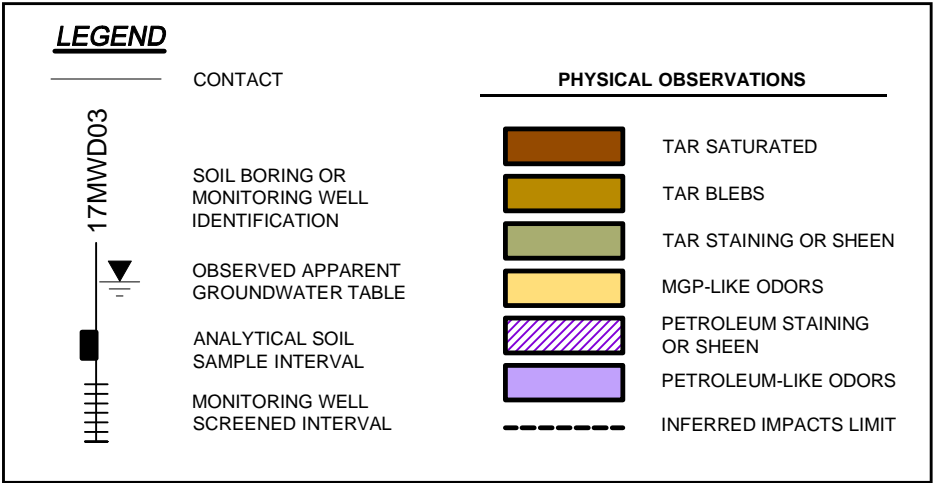 LEGEND
CONTACT
17MWD03
SOIL BORING OR
MONITORING WELL
IDENTIFICATION
OBSERVED APPARENT
GROUNDWATER TABLE
ANALYTICAL SOIL
SAMPLE INTERVAL
MONITORING WELL
SCREENED INTERVAL
PHYSICAL OBSERVATIONS
TAR SATURATED
TAR BLEBS
TAR STAINING OR SHEEN
MGP-LIKE ODORS
PETROLEUM STAINING
OR SHEEN
PETROLEUM-LIKE ODORS
INFERRED IMPACTS LIMIT